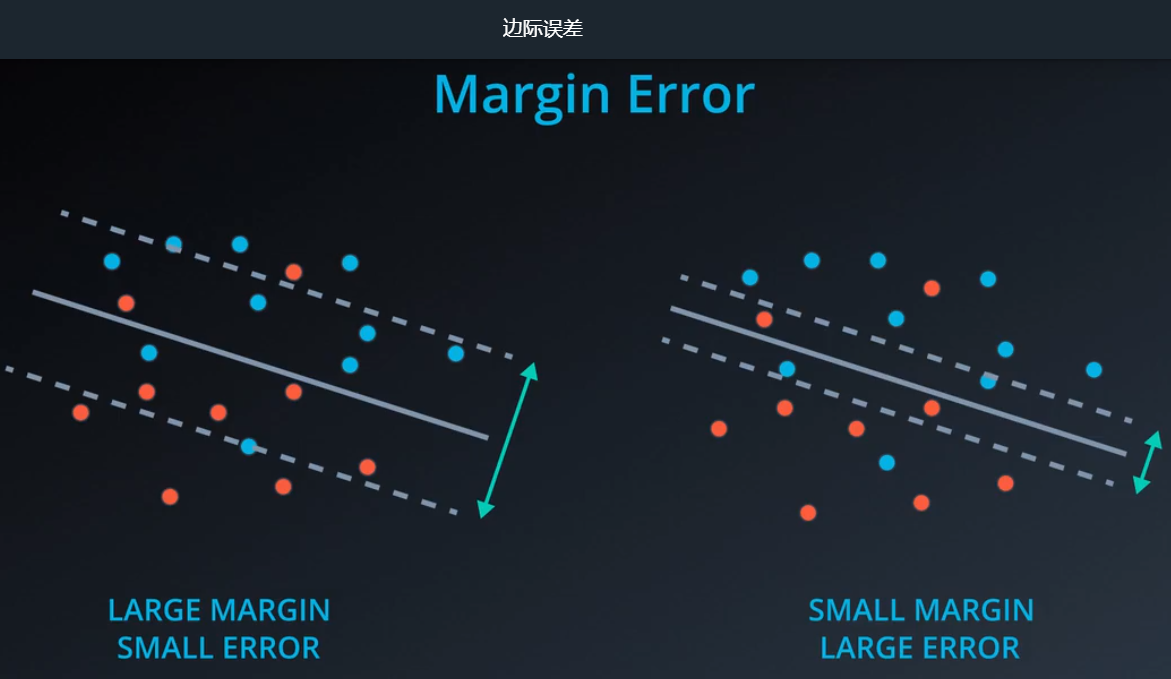 边际误差
Margin Error
LARGE MARGIN
SMALL ERROR
SMALL MARGIN
LARGE ERROR